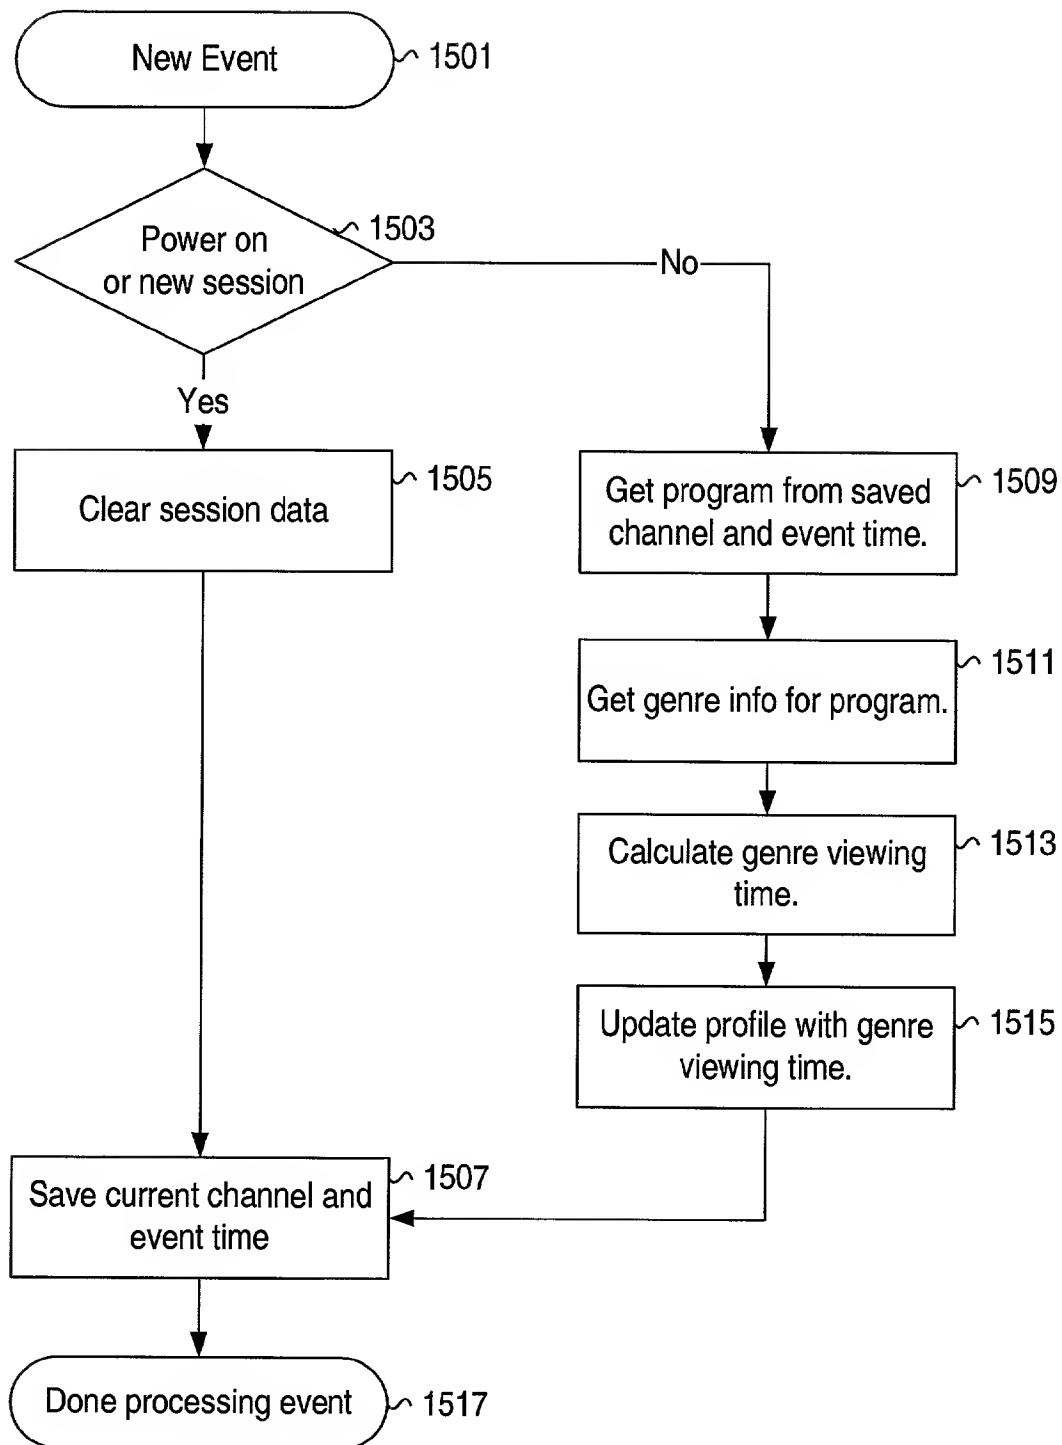 New Event
1501
Power on
or new session
1503
No
Yes
Clear session data
1505
Get program from saved
channel and event time.
1509
Get genre info for program.
1511
Calculate genre viewing
time.
1513
Update profile with genre
viewing time.
1515
Save current channel and
event time
1507
Done processing event
1517